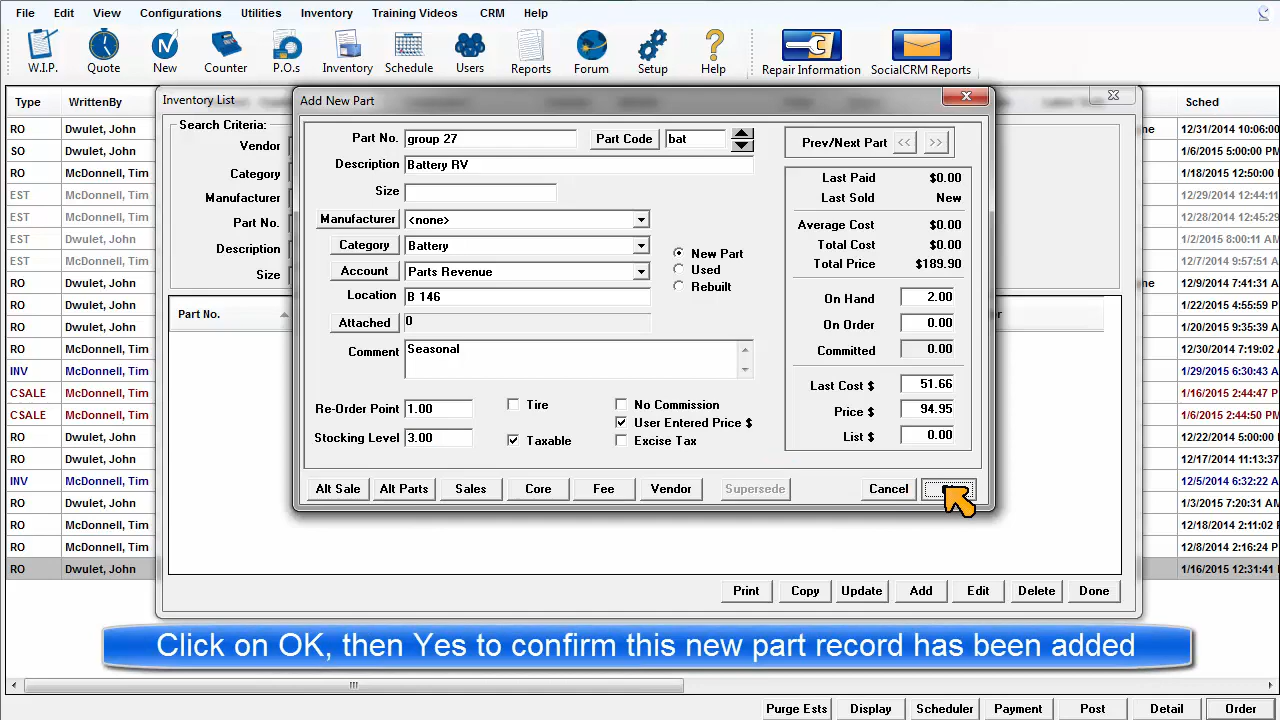 File Edit View Configurations Utilities Inventory Training Videos CRM Help
W.I.P. Quote New Counter P.O.s Inventory Schedule Users Reports Forum Setup Help Repair Information SocialCRM Reports
Type WrittenBy Sched
RO Dwulet, John 12/31/2014 10:06:00
SO Dwulet, John 1/6/2015 5:00:00 PM
RO McDonnell, Tim 1/18/2015 12:50:00
EST McDonnell, Tim 12/29/2014 12:44:11
EST McDonnell, Tim 12/28/2014 12:45:29
EST McDonnell, Tim 1/2/2015 8:00:11 AM
EST McDonnell, Tim 12/7/2014 9:57:51
RO Dwulet, John 12/9/2014 7:41:31
RO Dwulet, John 1/22/2015 4:55:59
RO Dwulet, John 1/20/2015 9:35:39
RO McDonnell, Tim 12/30/2014 7:19:02
INV McDonnell, Tim 1/29/2015 6:30:43
CSALE McDonnell, Tim 1/16/2015 2:44:47
CSALE McDonnell, Tim 1/6/2015 2:44:50 PM
RO Dwulet, John 12/22/2014 5:00:00
RO Dwulet, John 12/17/2014 11:13:37
INV McDonnell, Tim 12/5/2014 6:32:22
RO Dwulet, John 1/3/2015 7:20:31 AM
RO McDonnell, Tim 12/18/2014 2:11:02
RO McDonnell, Tim 12/8/2014 2:16:24 P
RO Dwulet, John 1/16/2015 12:31:41
Inventory List
Search Criteria:
Vendor
Category
Manufacturer
Part No.
Description
Size
Part No.
Add New Part
Part No. group 27 Part Code bat
Description Battery RV
Size
Manufacturer <none>
Category Battery
Account Parts Revenue
Location B 146
Attached 0
Comment Seasonal
New Part
Used
Rebuilt
Re-Order Point 1.00
Stocking Level 3.00
Tire
Taxable
No Commission
User Entered Price $
Excise Tax
Prev/Next Part << >>
Last Paid $0.00
Last Sold New
Average Cost $0.00
Total Cost $0.00
Total Price $189.90
On Hand 2.00
On Order 0.00
Committed 0.00
Last Cost $ 51.66
Price $ 94.95
List $ 0.00
Alt Sale Alt Parts Sales Core Fee Vendor Supersede Cancel
Print Copy Update Add Edit Delete Done
Click on OK, then Yes to confirm this new part record has been added
Purge Ests Display Scheduler Payment Post Detail Order